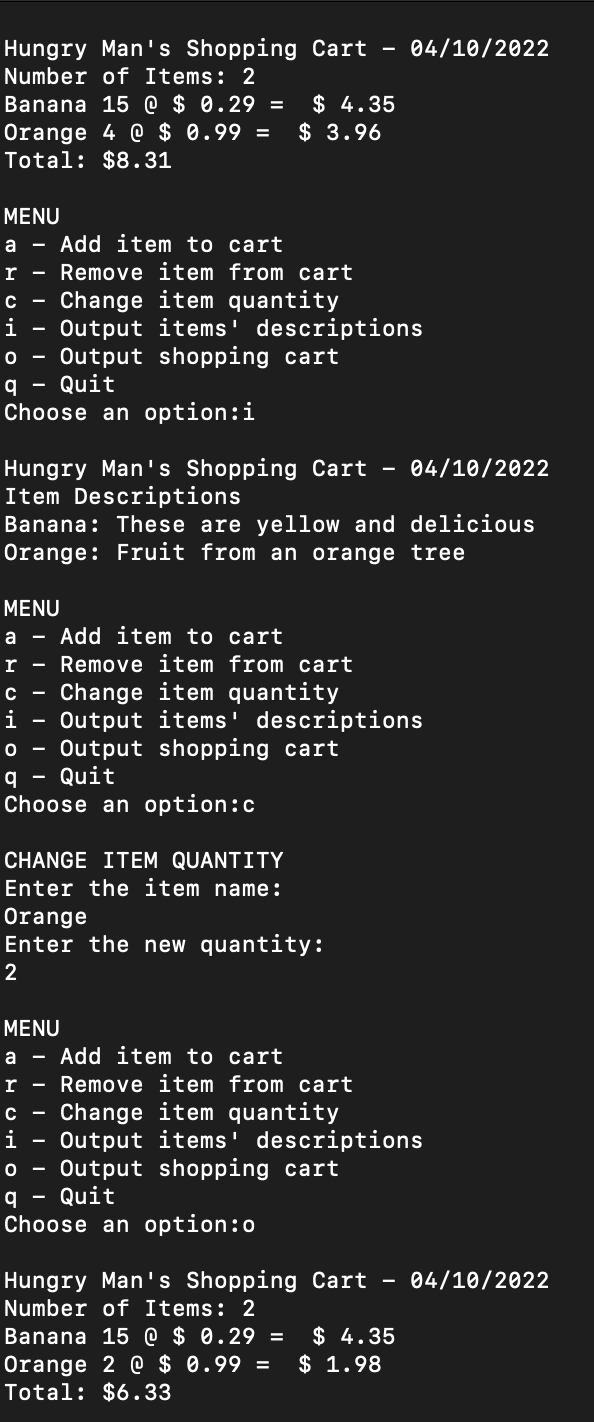 Hungry Man's Shopping Cart – 04/10/2022
Number of Items: 2
Banana 15 @ $ 0.29 =  $ 4.35
Orange 4 @ $ 0.99 =  $ 3.96
Total: $8.31

MENU
a – Add item to cart
r – Remove item from cart
c – Change item quantity
i – Output items' descriptions
o – Output shopping cart
q – Quit
Choose an option:i

Hungry Man's Shopping Cart – 04/10/2022
Item Descriptions
Banana: These are yellow and delicious
Orange: Fruit from an orange tree

MENU
a – Add item to cart
r – Remove item from cart
c – Change item quantity
i – Output items' descriptions
o – Output shopping cart
q – Quit
Choose an option:c

CHANGE ITEM QUANTITY
Enter the item name:
Orange
Enter the new quantity:
2

MENU
a – Add item to cart
r – Remove item from cart
c – Change item quantity
i – Output items' descriptions
o – Output shopping cart
q – Quit
Choose an option:o

Hungry Man's Shopping Cart – 04/10/2022
Number of Items: 2
Banana 15 @ $ 0.29 =  $ 4.35
Orange 2 @ $ 0.99 =  $ 1.98
Total: $6.33